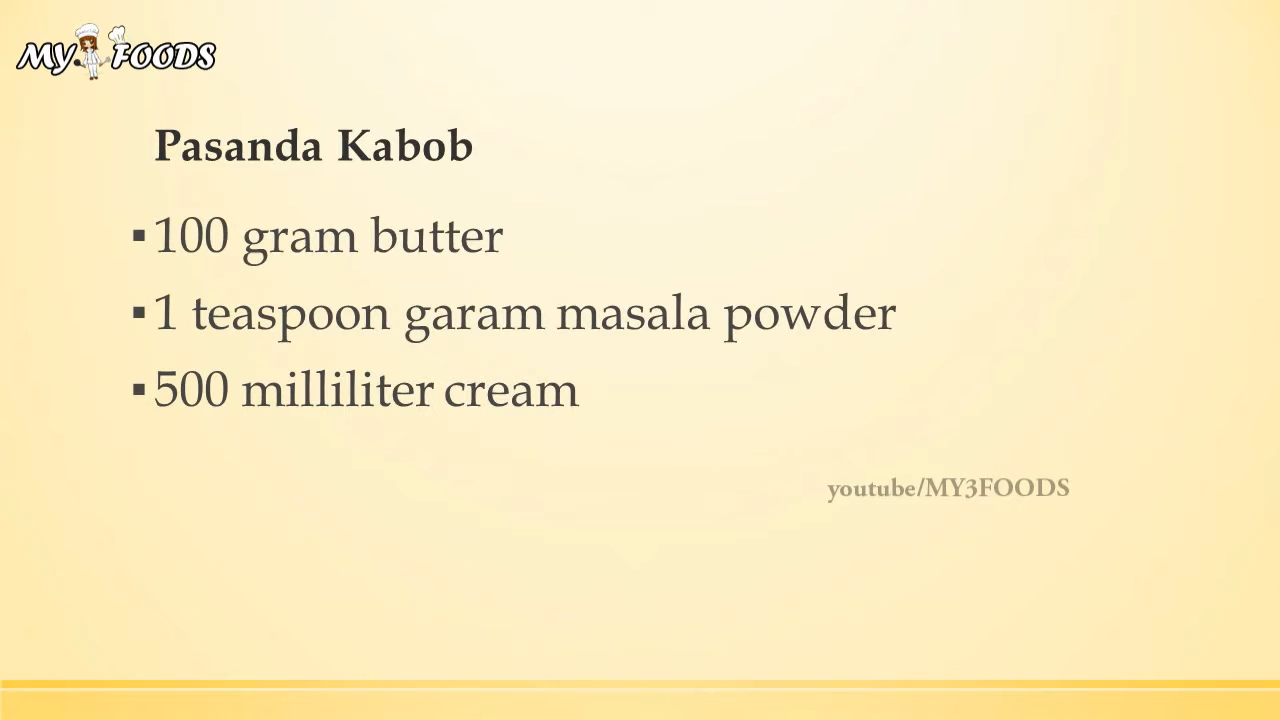 MY FOODS
Pasanda Kabob
▪100 gram butter
▪1 teaspoon garam masala powder
▪500 milliliter cream
youtube/MY3FOODS